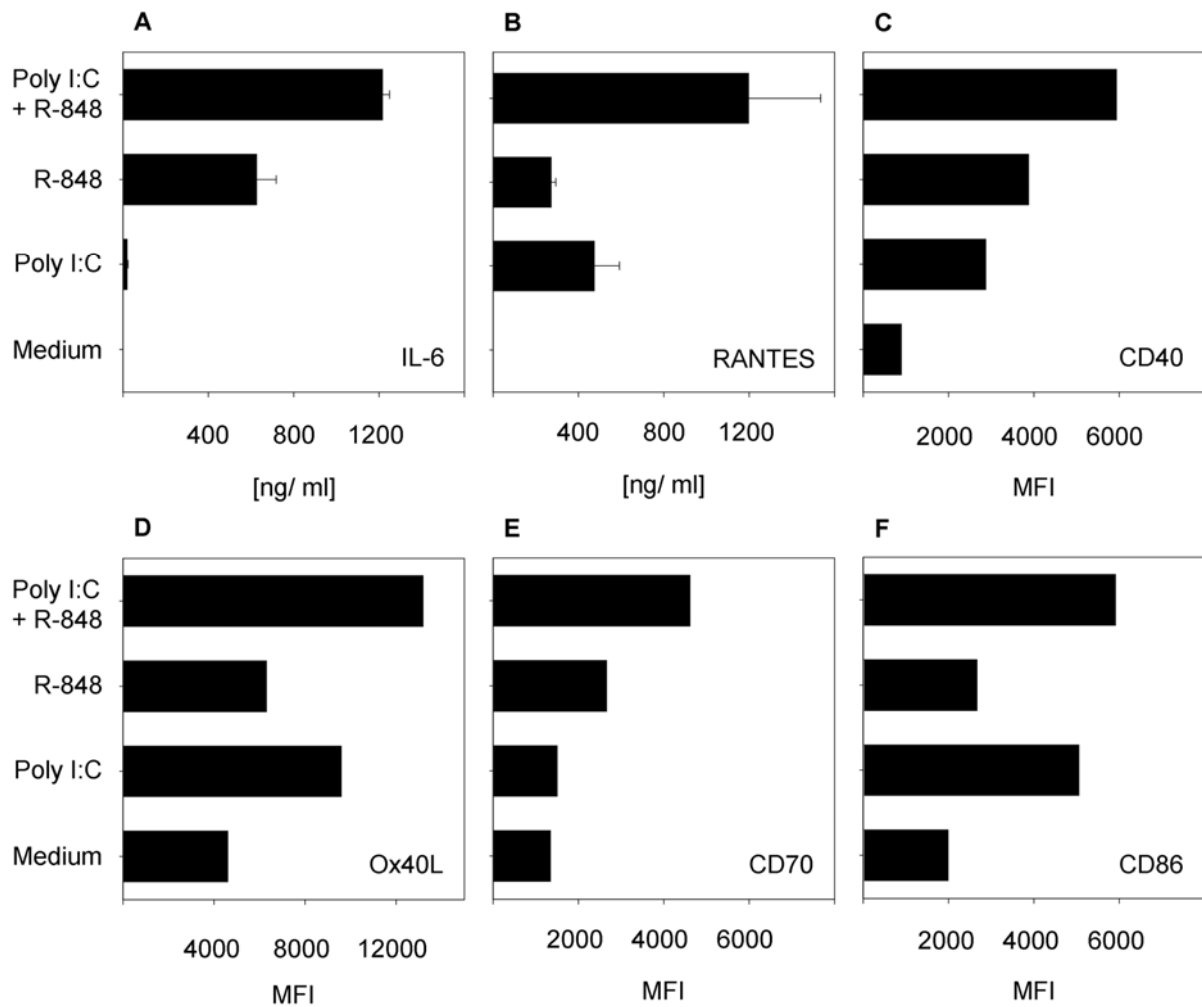 A
B
C
Poly I:C
+ R-848
R-848
Poly I:C
Medium
IL-6
RANTES
CD40
400 800 1200
400 800 1200
2000 4000 6000
[ng/ ml]
[ng/ ml]
MFI
D
E
F
Poly I:C
+ R-848
R-848
Poly I:C
Medium
Ox40L
CD70
CD86
4000 8000 12000
2000 4000 6000
2000 4000 6000
MFI
MFI
MFI